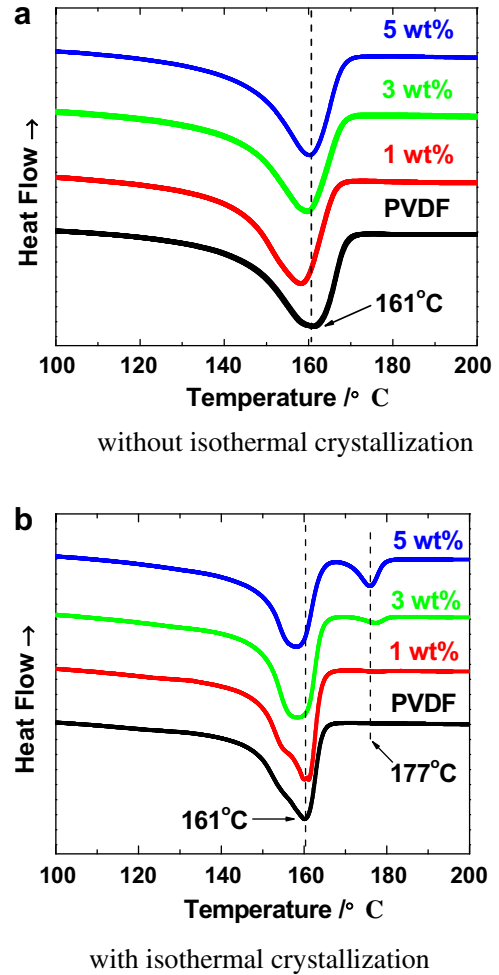 a
5 wt%
3 wt%
1 wt%
PVDF
161°C
Heat Flow →
100 120 140 160 180 200
Temperature /° C
without isothermal crystallization
b
5 wt%
3 wt%
1 wt%
PVDF
177°C
161°C
Heat Flow →
100 120 140 160 180 200
Temperature /° C
with isothermal crystallization